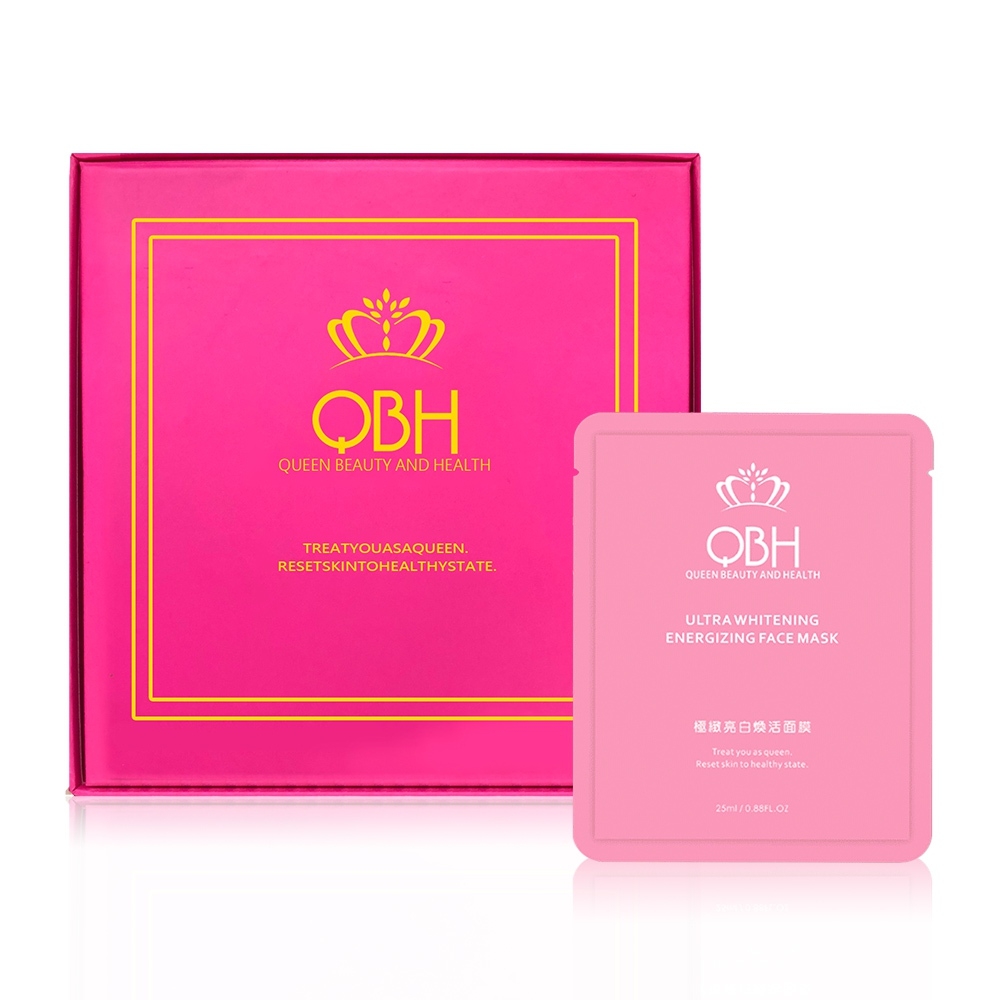 QBH
QUEEN BEAUTY AND HEALTH
TREATYOUASAQUEEN.
RESETSKINTOHEALTHYSTATE.
QBH
QUEEN BEAUTY AND HEALTH
ULTRA WHITENING
ENERGIZING FACE MASK
極緻亮白煥活面膜
Treat you as queen.
Reset skin to healthy state.
25ml / 0.88FL.OZ